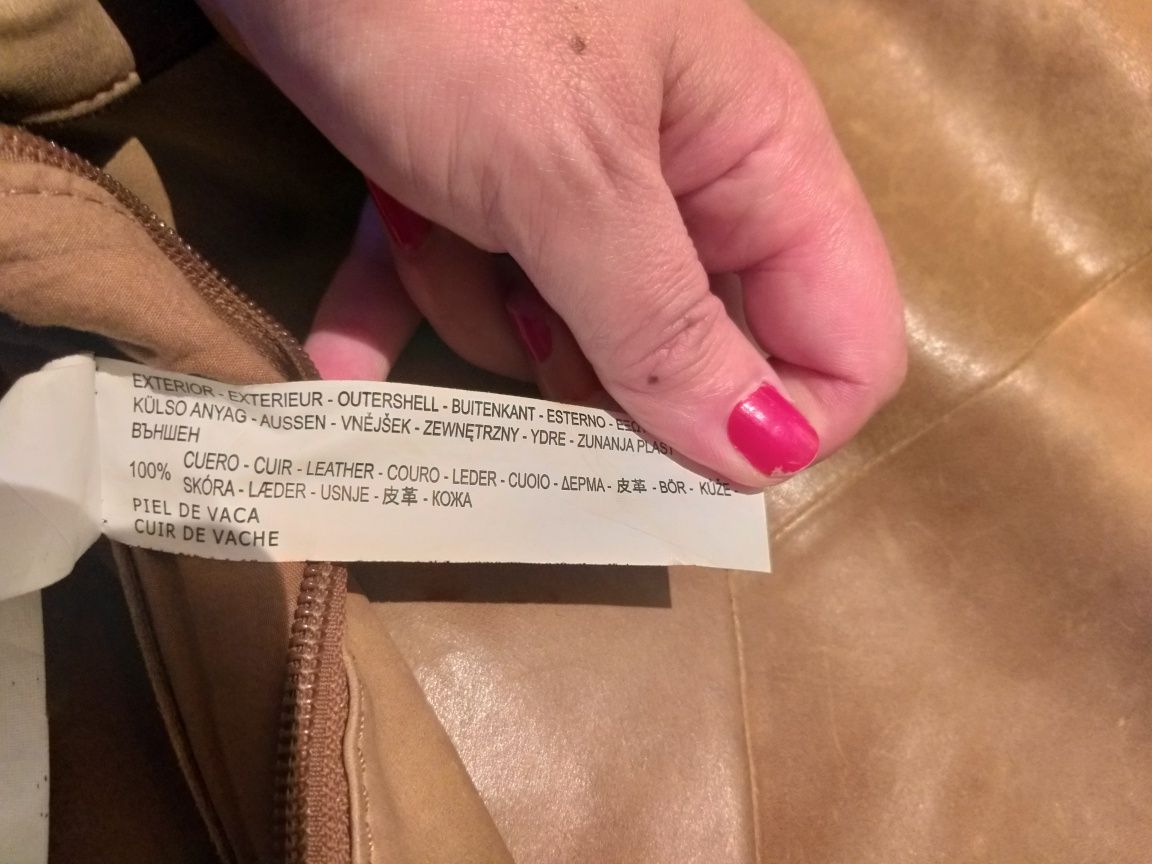 EXTERIOR - EXTERIEUR - OUTERSHELL - BUITENKANT - ESTERNO -
KÜLSO ANYAG - AUSSEN - VNĚJŠEK - ZEWNĘTRZNY - YDRE - ZUNANJA PLAST
ВЪНШЕН
100% CUERO - CUIR - LEATHER - COURO - LEDER - CUOIO - ΔΕΡΜΑ - 皮革 - BÖR - KŮŽE -
SKÓRA - LÆDER - USNJE - 皮革 - КОЖА
PIEL DE VACA
CUIR DE VACHE